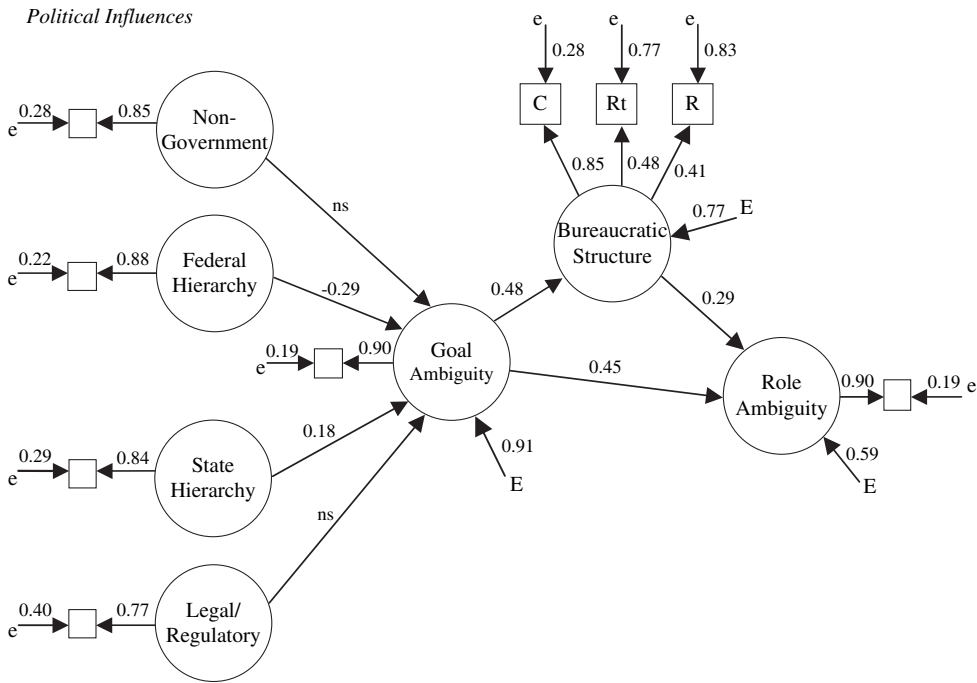 Political Influences
e
0.28
0.85
Non-
Government
ns
e
0.22
0.88
Federal
Hierarchy
-0.29
e
0.19
0.90
Goal
Ambiguity
0.91
E
e
0.29
0.84
State
Hierarchy
0.18
e
0.40
0.77
Legal/
Regulatory
ns
e
0.28
e
0.77
e
0.83
C
Rt
R
0.85
0.48
0.41
Bureaucratic
Structure
0.77
E
0.48
0.29
0.45
Role
Ambiguity
0.90
0.19
e
0.59
E